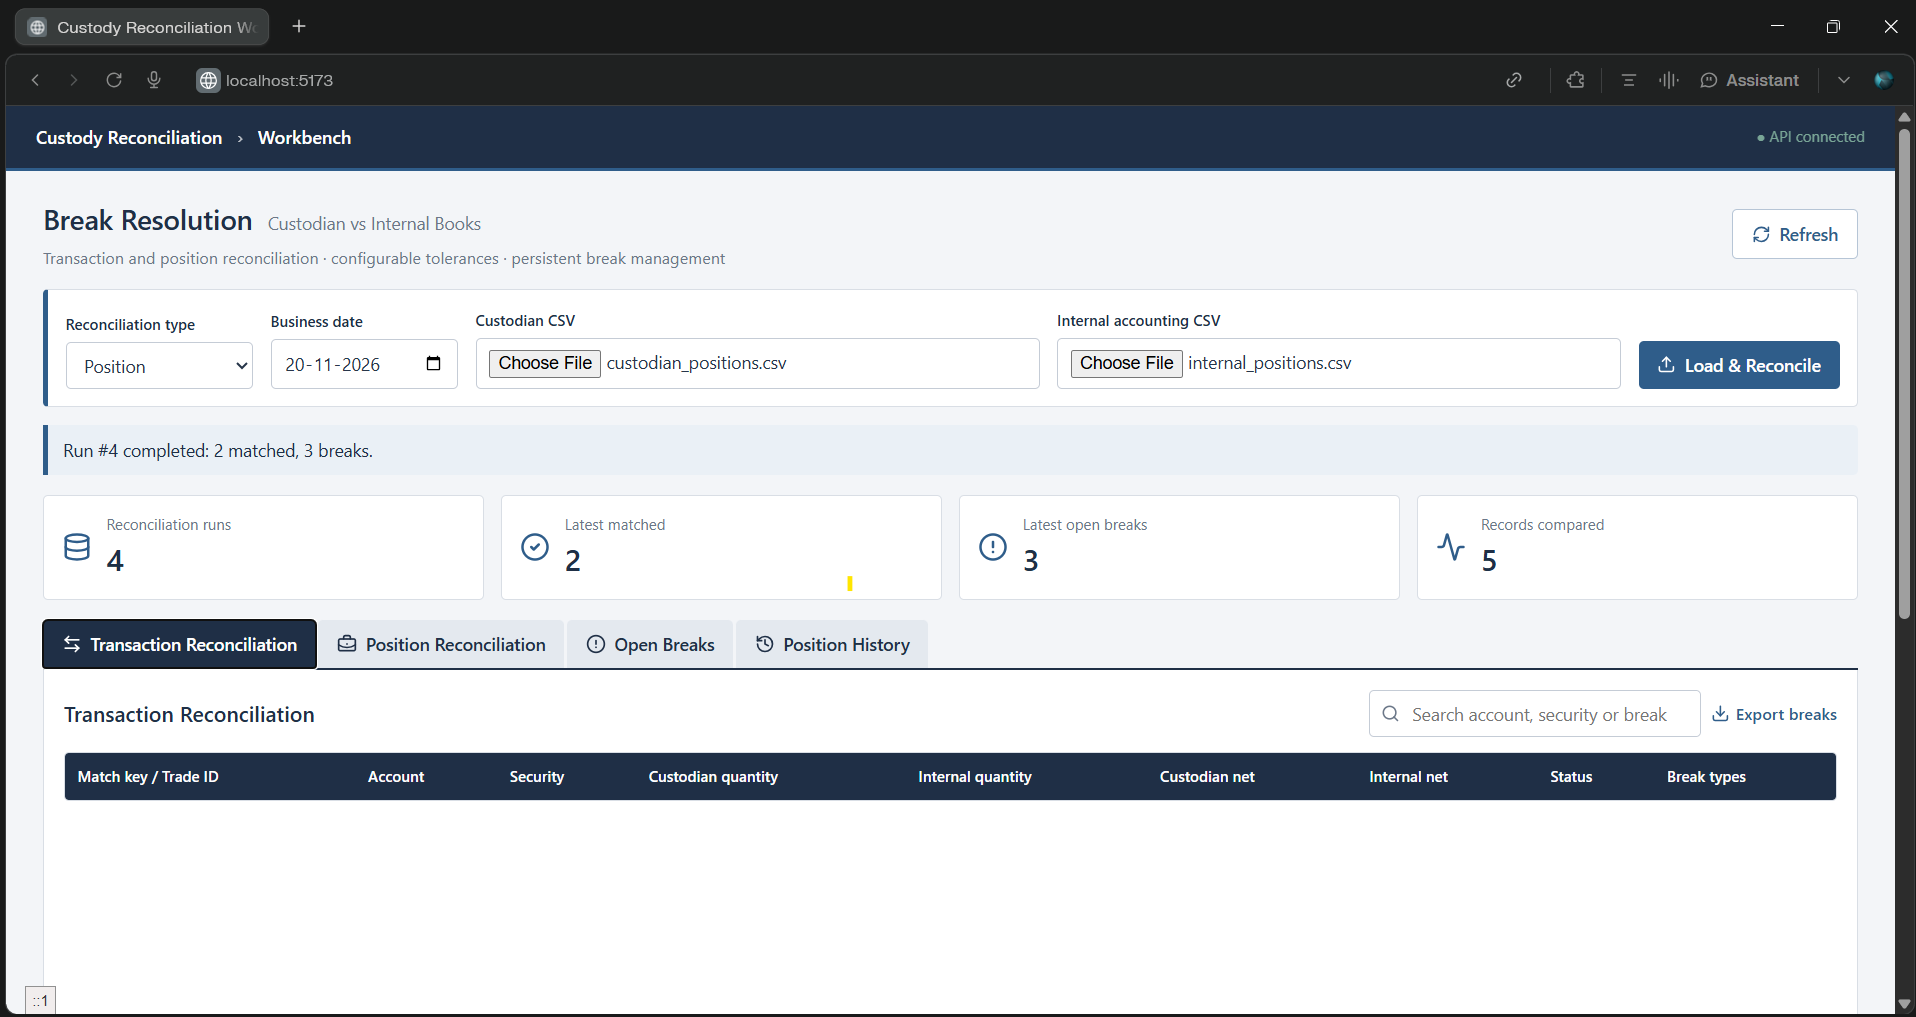 Custody Reconciliation Wo
localhost:5173
Assistant
Custody Reconciliation › Workbench
● API connected
Break Resolution Custodian vs Internal Books
Transaction and position reconciliation · configurable tolerances · persistent break management
Refresh
Reconciliation type
Business date
Custodian CSV
Internal accounting CSV
Position
20-11-2026
Choose File custodian_positions.csv
Choose File internal_positions.csv
Load & Reconcile
Run #4 completed: 2 matched, 3 breaks.
Reconciliation runs
4
Latest matched
2
Latest open breaks
3
Records compared
5
Transaction Reconciliation
Position Reconciliation
Open Breaks
Position History
Transaction Reconciliation
Search account, security or break
Export breaks
Match key / Trade ID Account Security Custodian quantity Internal quantity Custodian net Internal net Status Break types
::1